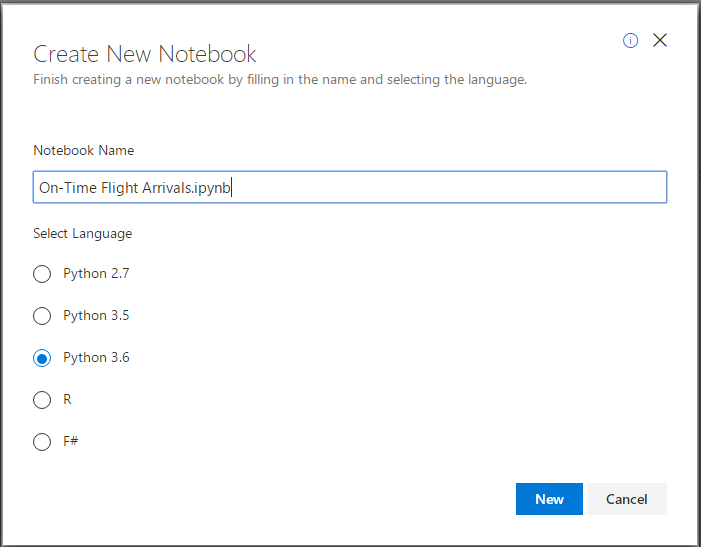 Create New Notebook
Finish creating a new notebook by filling in the name and selecting the language.
Notebook Name
On-Time Flight Arrivals.ipynb
Select Language
Python 2.7
Python 3.5
Python 3.6
R
F#
New Cancel